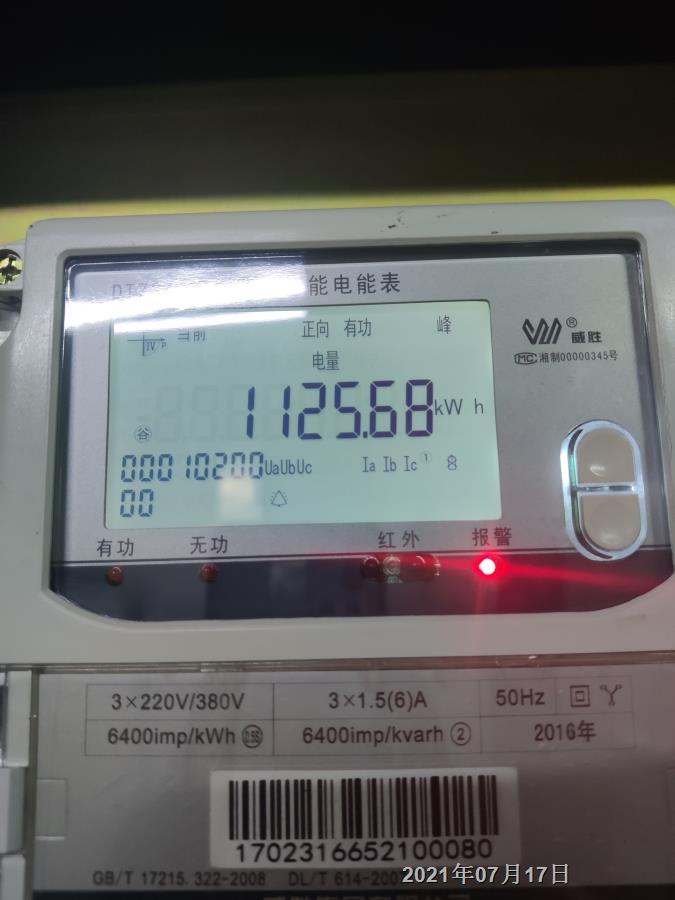 能电能表
当前 正向 有功 峰
电量
1125.68 kW h
谷
00010200 UaUbUc Ia Ib Ic ① 8
00
威胜®
MC 湘制00000345号
有功 无功 红外 报警
3×220V/380V 3×1.5(6)A 50Hz
6400imp/kWh 0.5S 6400imp/kvarh ② 2016年
1702316652100080
GB/T 17215.322-2008 DL/T 614-2007
2021年07月17日